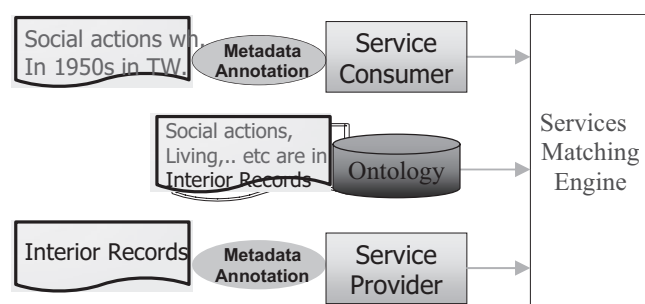 Social actions wh.
In 1950s in TW.
Metadata
Annotation
Service
Consumer
Social actions,
Living,.. etc are in
Interior Records
Ontology
Services
Matching
Engine
Interior Records
Metadata
Annotation
Service
Provider